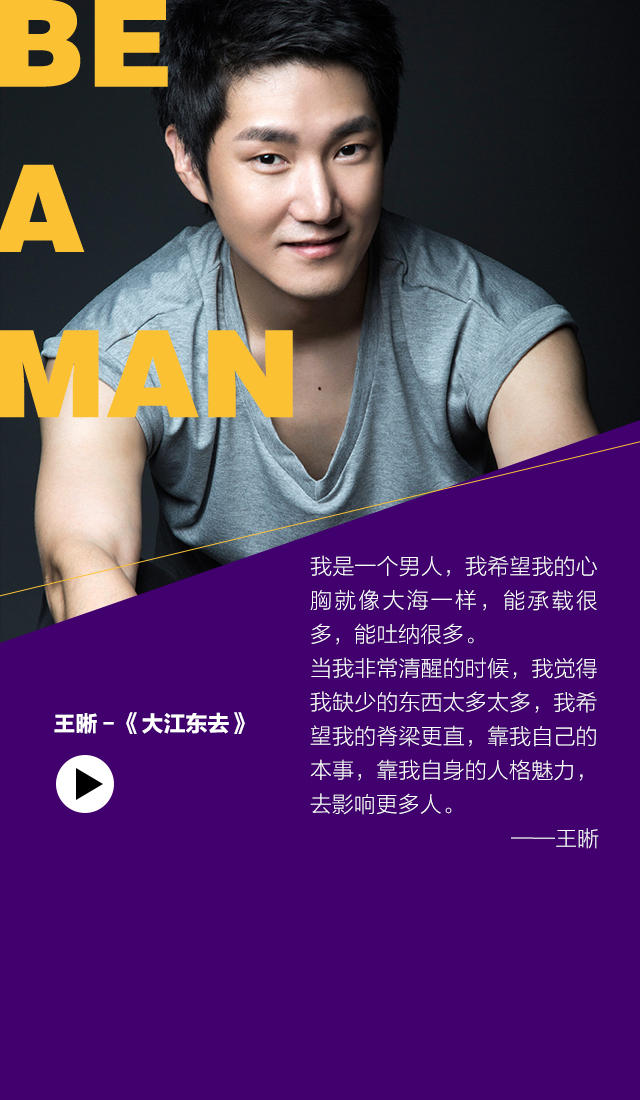 BE
A
MAN
我是一个男人，我希望我的心
胸就像大海一样，能承载很
多，能吐纳很多。
当我非常清醒的时候，我觉得
我缺少的东西太多太多，我希
望我的脊梁更直，靠我自己的
本事，靠我自身的人格魅力，
去影响更多人。
——王晰
王晰-《大江东去》